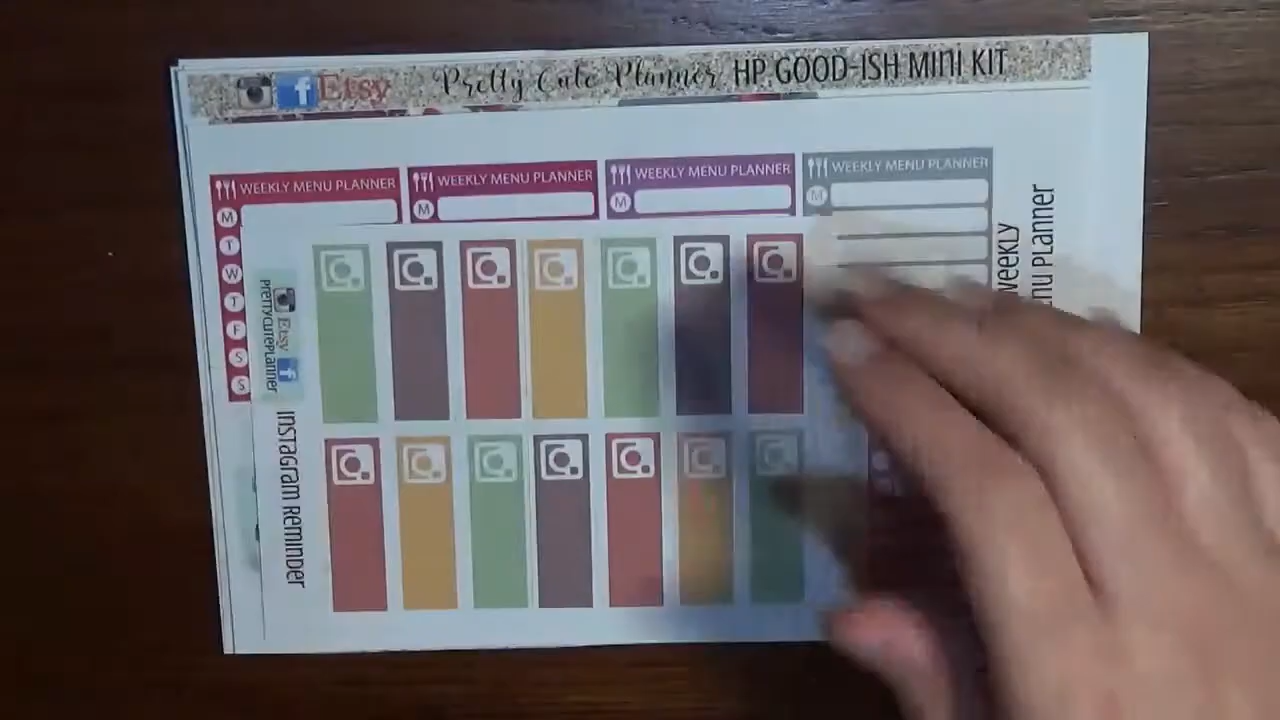 Etsy Pretty Cute Planner HP GOOD-ISH MINI KIT
WEEKLY MENU PLANNER
M
T
W
T
F
S
S
WEEKLY MENU PLANNER
M
WEEKLY MENU PLANNER
M
WEEKLY MENU PLANNER
M
Etsy
PRETTYCUTEPLANNER
INSTAGRAM REMINDER
WEEKLY
PLANNER